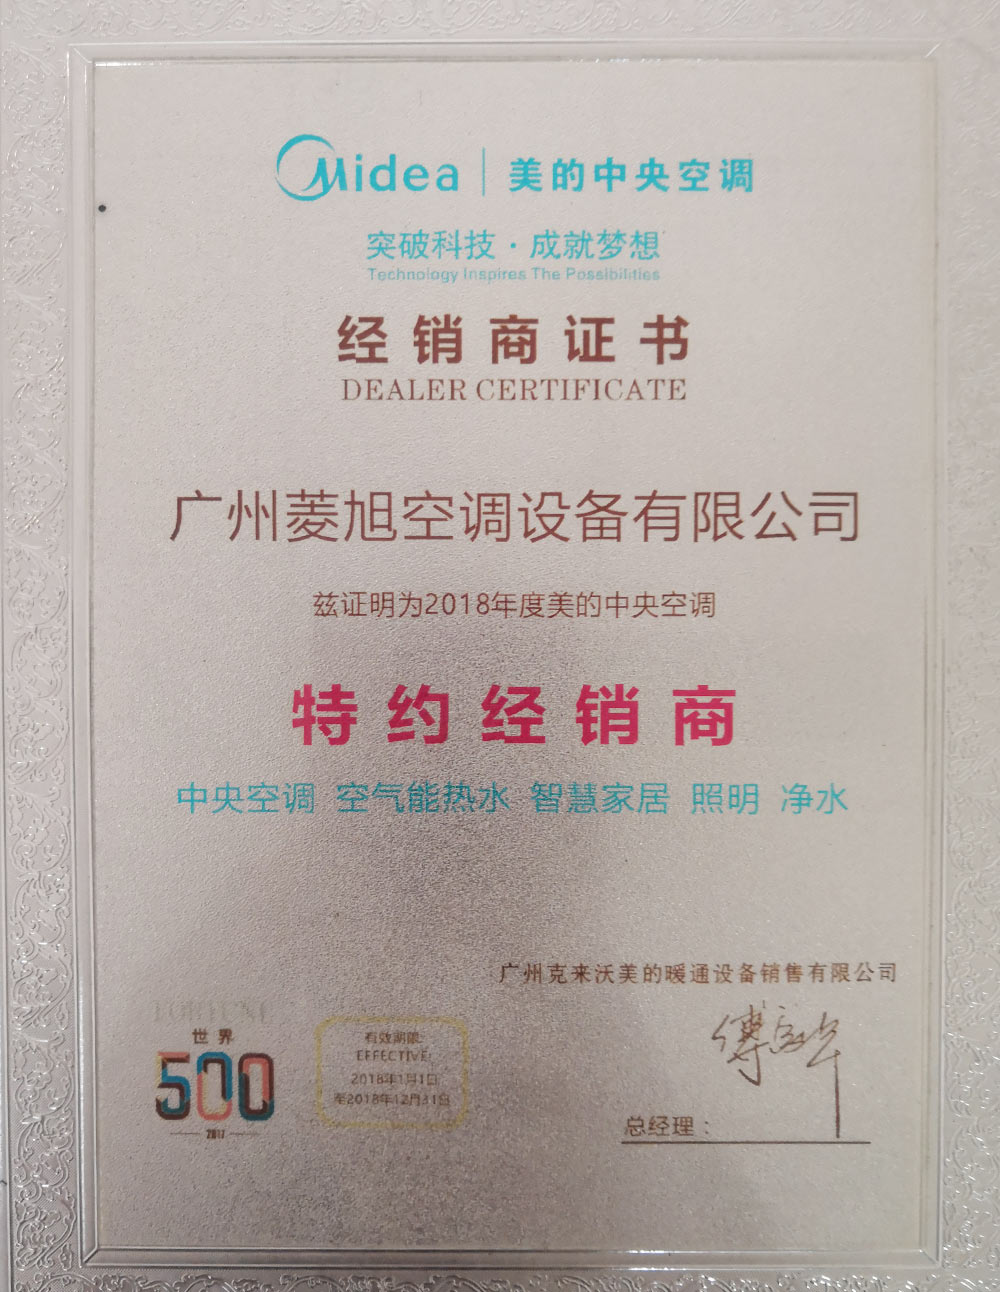 Midea 美的中央空调
突破科技·成就梦想
Technology Inspires The Possibilities
经销商证书
DEALER CERTIFICATE
广州菱旭空调设备有限公司
兹证明为2018年度美的中央空调
特约经销商
中央空调 空气能热水 智慧家居 照明 净水
广州克来沃美的暖通设备销售有限公司
FORTUNE
世界
500
2017
有效期限:
EFFECTIVE:
2018年1月1日
至2018年12月31日
总经理：